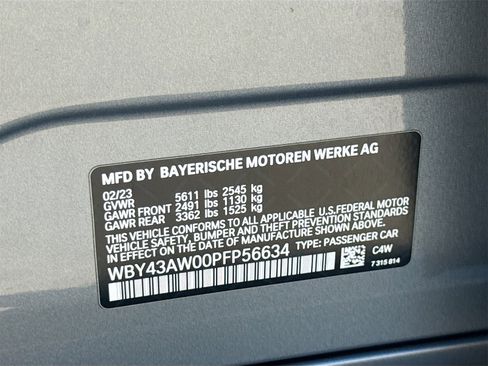 MFD BY BAYERISCHE MOTOREN WERKE AG
02/23
GVWR 5611 lbs 2545 kg
GAWR FRONT 2491 lbs 1130 kg
GAWR REAR 3362 lbs 1525 kg
THIS VEHICLE CONFORMS TO ALL APPLICABLE U.S.FEDERAL MOTOR
VEHICLE SAFETY, BUMPER AND THEFT PREVENTION STANDARDS IN
EFFECT ON THE DATE OF MANUFACTURE SHOWN ABOVE.
WBY43AW00PFP56634 TYPE: PASSENGER CAR
C4W
7 315 014